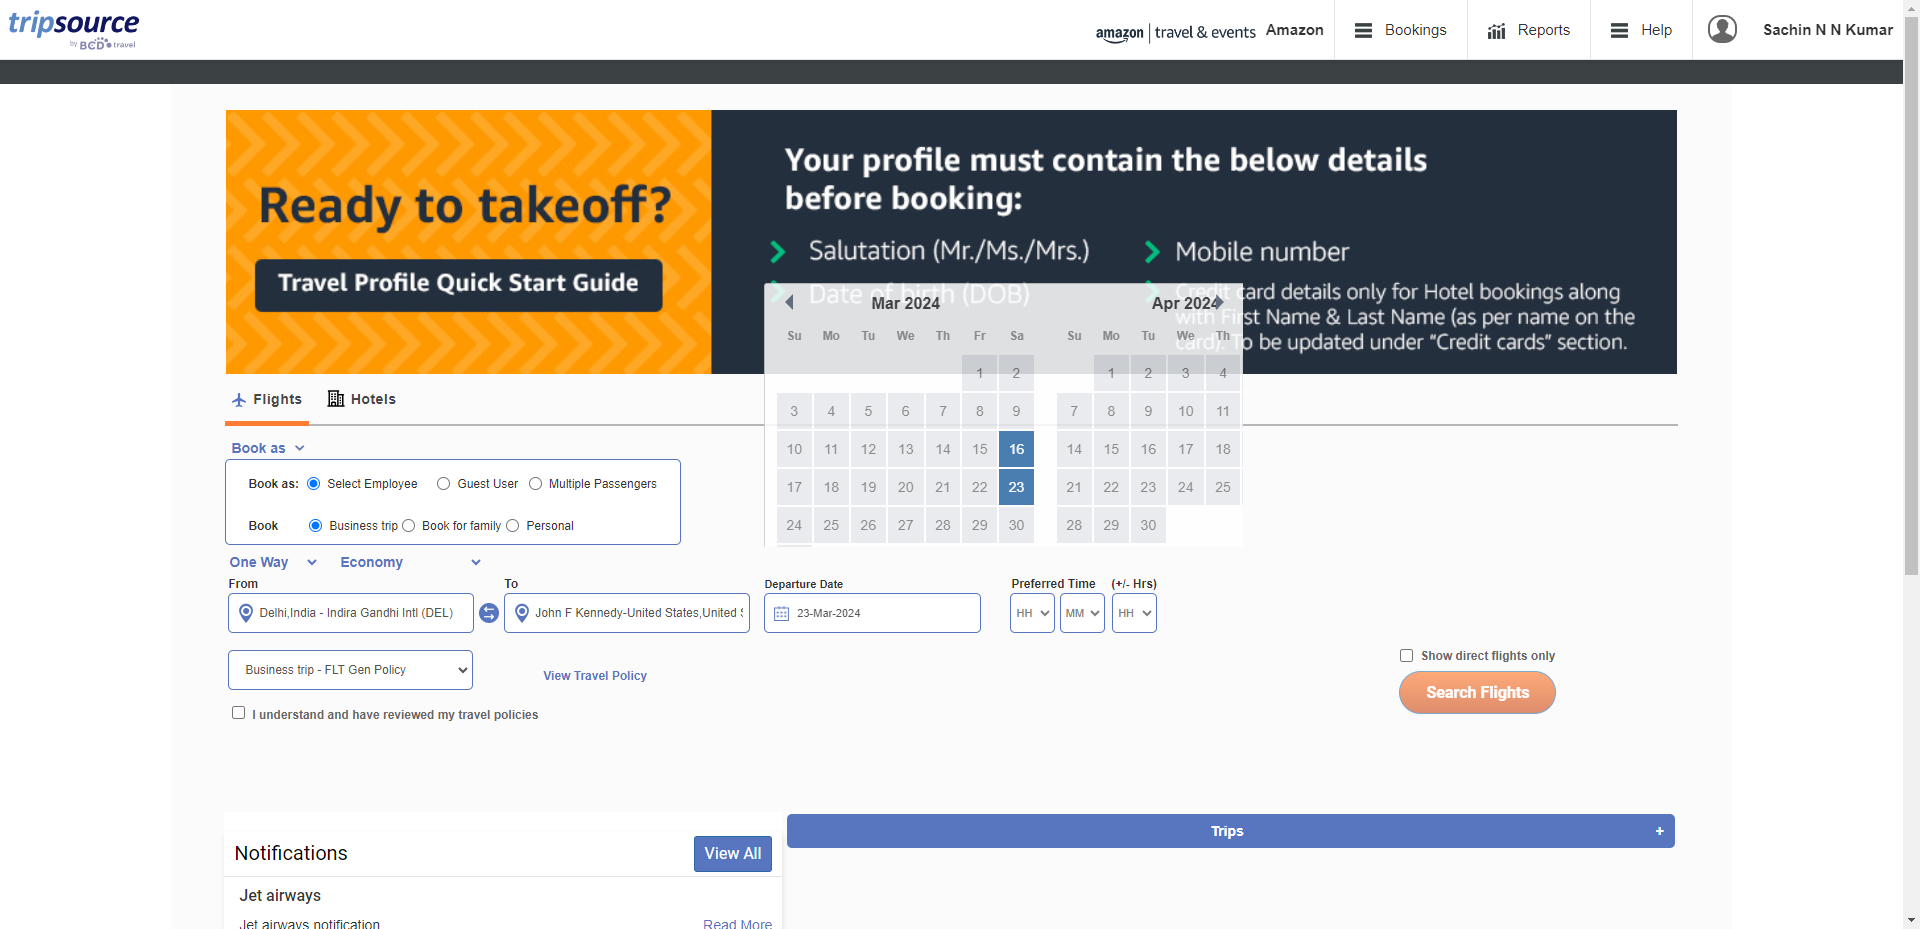 tripsource
by BCD travel
amazon | travel & events Amazon
Bookings
Reports
Help
Sachin N N Kumar
Ready to takeoff?
Travel Profile Quick Start Guide
Your profile must contain the below details
before booking:
Salutation (Mr./Ms./Mrs.)
Date of birth (DOB)
Mobile number
Credit card details only for Hotel bookings along
with First Name & Last Name (as per name on the
card). To be updated under “Credit cards” section.
Mar 2024
Su Mo Tu We Th Fr Sa
1 2
3 4 5 6 7 8 9
10 11 12 13 14 15 16
17 18 19 20 21 22 23
24 25 26 27 28 29 30
Apr 2024
Su Mo Tu We Th
1 2 3 4
7 8 9 10 11
14 15 16 17 18
21 22 23 24 25
28 29 30
Flights
Hotels
Book as
Book as: Select Employee Guest User Multiple Passengers
Book Business trip Book for family Personal
One Way Economy
From
Delhi,India - Indira Gandhi Intl (DEL)
To
John F Kennedy-United States,United S
Departure Date
23-Mar-2024
Preferred Time (+/- Hrs)
HH MM HH
Business trip - FLT Gen Policy
View Travel Policy
Show direct flights only
Search Flights
I understand and have reviewed my travel policies
Trips +
Notifications
View All
Jet airways
Jet airways notification
Read More